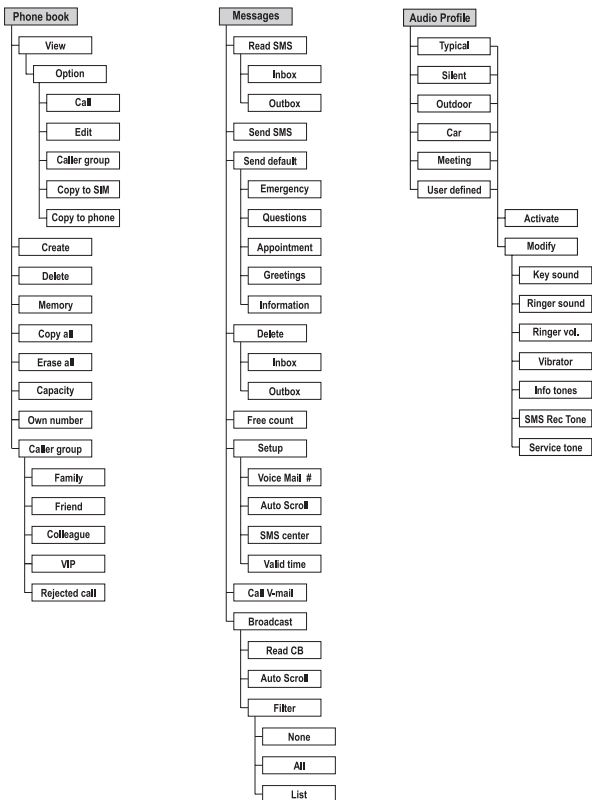 Phone book
View
Option
Call
Edit
Caller group
Copy to SIM
Copy to phone
Create
Delete
Memory
Copy all
Erase all
Capacity
Own number
Caller group
Family
Friend
Colleague
VIP
Rejected call
Messages
Read SMS
Inbox
Outbox
Send SMS
Send default
Emergency
Questions
Appointment
Greetings
Information
Delete
Inbox
Outbox
Free count
Setup
Voice Mail #
Auto Scroll
SMS center
Valid time
Call V-mail
Broadcast
Read CB
Auto Scroll
Filter
None
All
List
Audio Profile
Typical
Silent
Outdoor
Car
Meeting
User defined
Activate
Modify
Key sound
Ringer sound
Ringer vol.
Vibrator
Info tones
SMS Rec Tone
Service tone